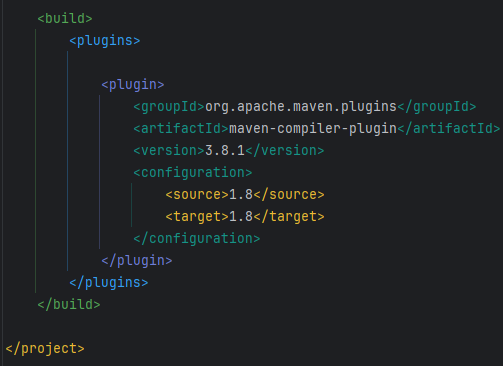 <build>
<plugins>
<plugin>
<groupId>org.apache.maven.plugins</groupId>
<artifactId>maven-compiler-plugin</artifactId>
<version>3.8.1</version>
<configuration>
<source>1.8</source>
<target>1.8</target>
</configuration>
</plugin>
</plugins>
</build>
</project>